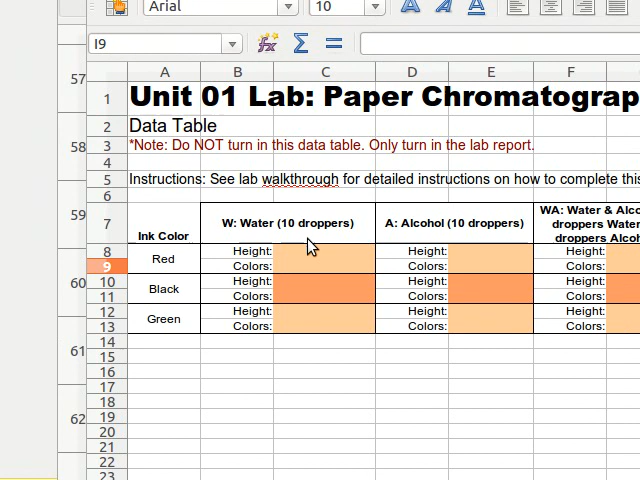 Arial 10
I9
A B C D E F
57
58
59
60
61
62
1 Unit 01 Lab: Paper Chromatograp
2 Data Table
3 *Note: Do NOT turn in this data table. Only turn in the lab report.
4
5 Instructions: See lab walkthrough for detailed instructions on how to complete this
6
7 Ink Color W: Water (10 droppers) A: Alcohol (10 droppers) WA: Water & Alco
droppers Water
droppers Alcoh
8 Red Height: Height: Height:
9 Colors: Colors: Colors:
10 Black Height: Height: Height:
11 Colors: Colors: Colors:
12 Green Height: Height: Height:
13 Colors: Colors: Colors:
14
15
16
17
18
19
20
21
22
23